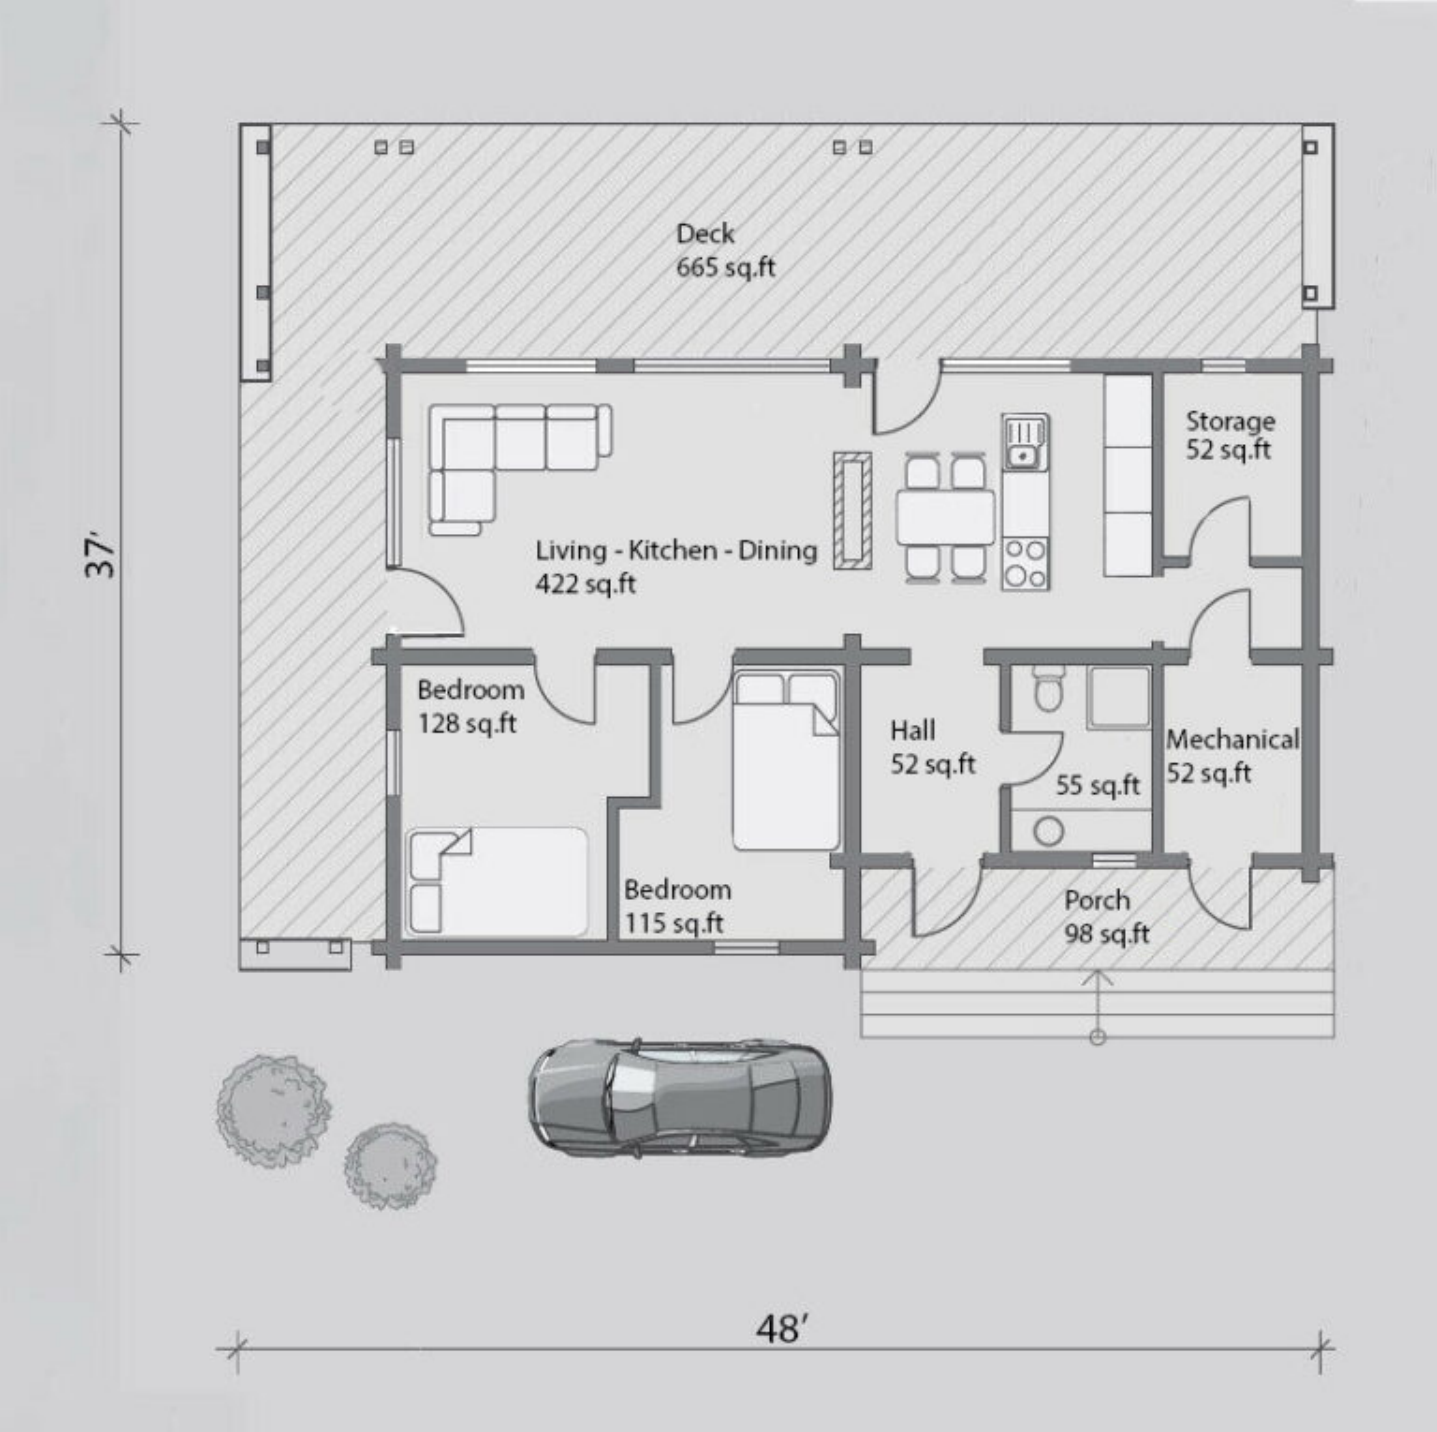 Deck
665 sq.ft
Storage
52 sq.ft
37′
Living - Kitchen - Dining
422 sq.ft
Bedroom
128 sq.ft
Hall
52 sq.ft
Mechanical
52 sq.ft
55 sq.ft
Bedroom
115 sq.ft
Porch
98 sq.ft
48′